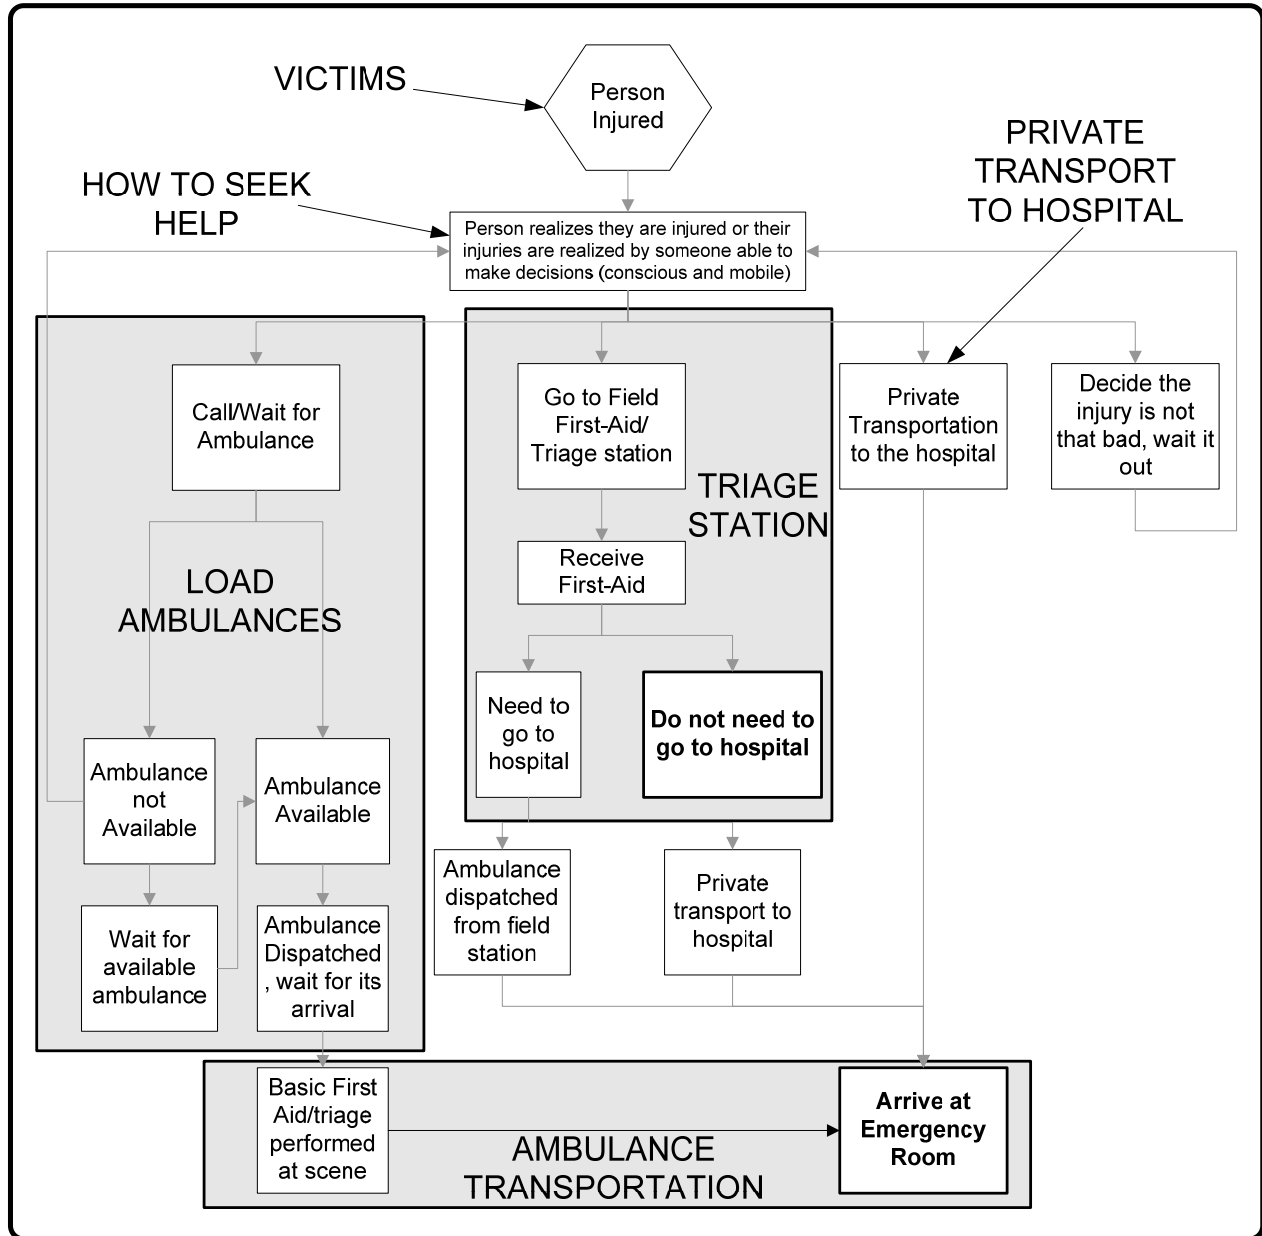 VICTIMS
Person
Injured
PRIVATE
TRANSPORT
TO HOSPITAL
HOW TO SEEK
HELP
Person realizes they are injured or their
injuries are realized by someone able to
make decisions (conscious and mobile)
Call/Wait for
Ambulance
Go to Field
First-Aid/
Triage station
Private
Transportation
to the hospital
Decide the
injury is not
that bad, wait it
out
TRIAGE
STATION
Receive
First-Aid
LOAD
AMBULANCES
Need to
go to
hospital
Do not need to
go to hospital
Ambulance
not
Available
Ambulance
Available
Wait for
available
ambulance
Ambulance
Dispatched
, wait for its
arrival
Ambulance
dispatched
from field
station
Private
transport to
hospital
Basic First
Aid/triage
performed
at scene
AMBULANCE
TRANSPORTATION
Arrive at
Emergency
Room